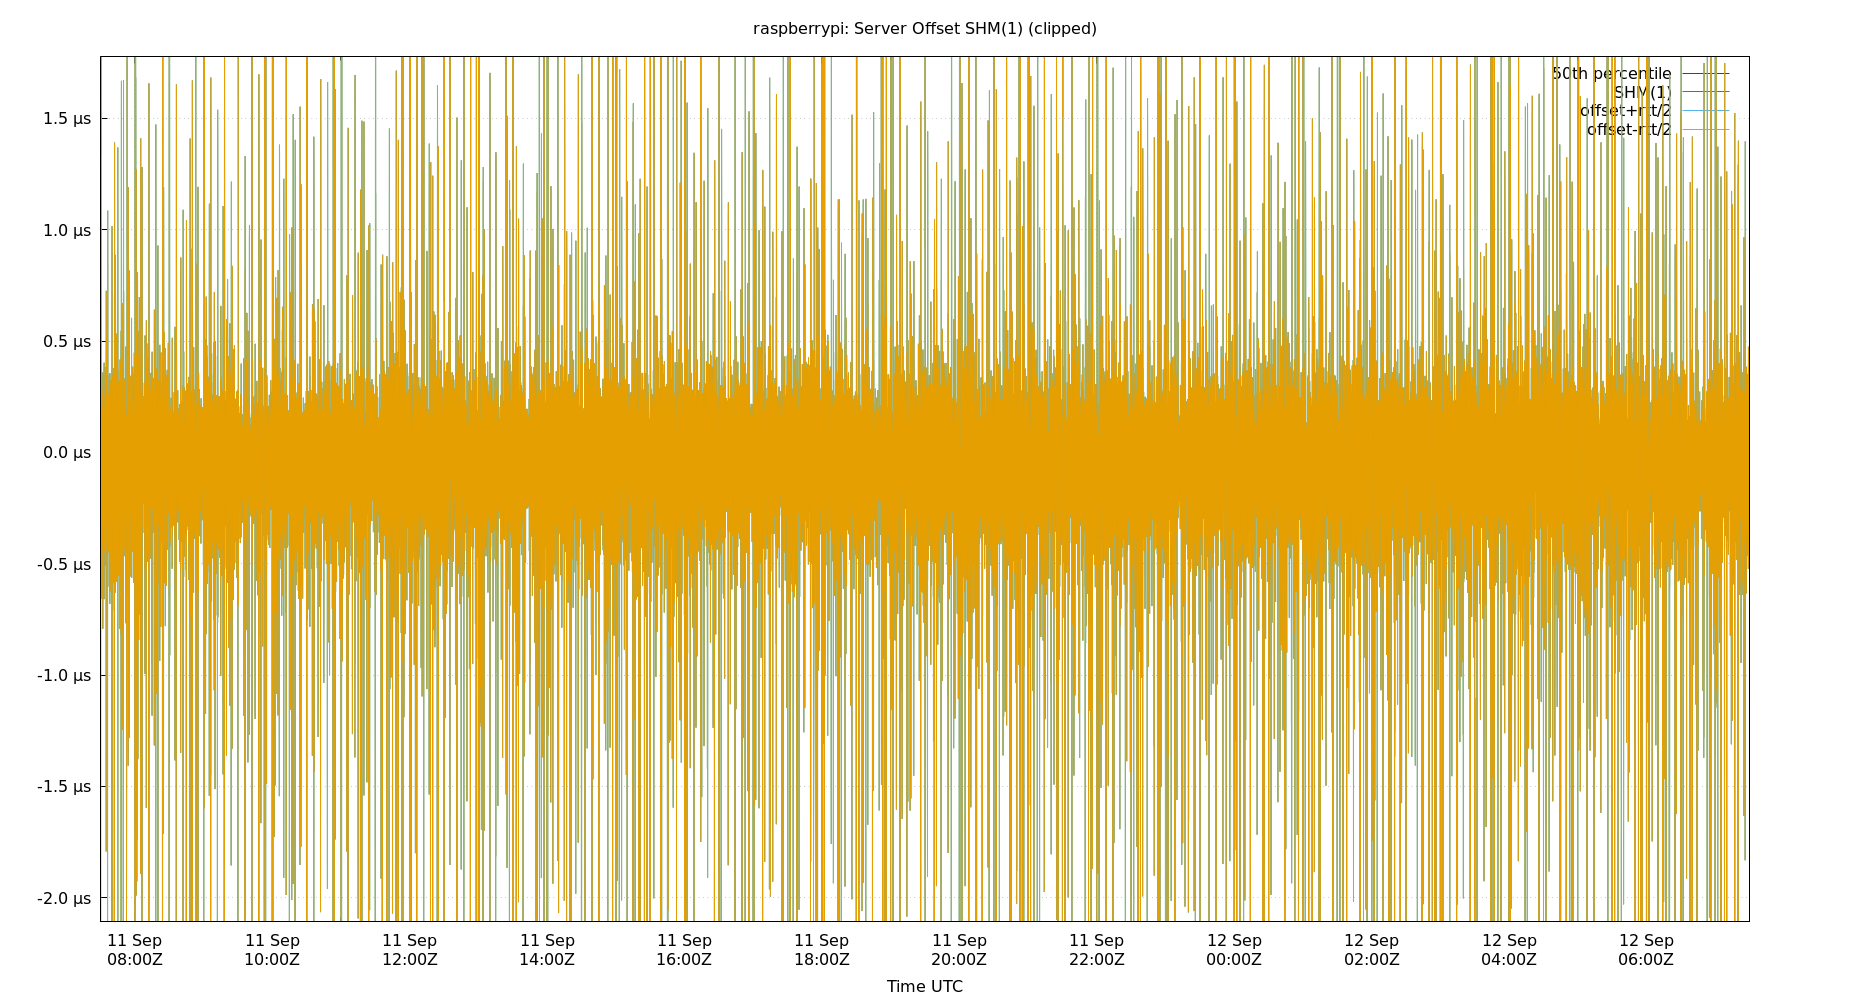 raspberrypi: Server Offset SHM(1) (clipped)
50th percentile
SHM(1)
offset+rtt/2
offset-rtt/2
1.5 µs
1.0 µs
0.5 µs
0.0 µs
-0.5 µs
-1.0 µs
-1.5 µs
-2.0 µs
11 Sep 11 Sep 11 Sep 11 Sep 11 Sep 11 Sep 11 Sep 11 Sep 12 Sep 12 Sep 12 Sep 12 Sep
08:00Z 10:00Z 12:00Z 14:00Z 16:00Z 18:00Z 20:00Z 22:00Z 00:00Z 02:00Z 04:00Z 06:00Z
Time UTC